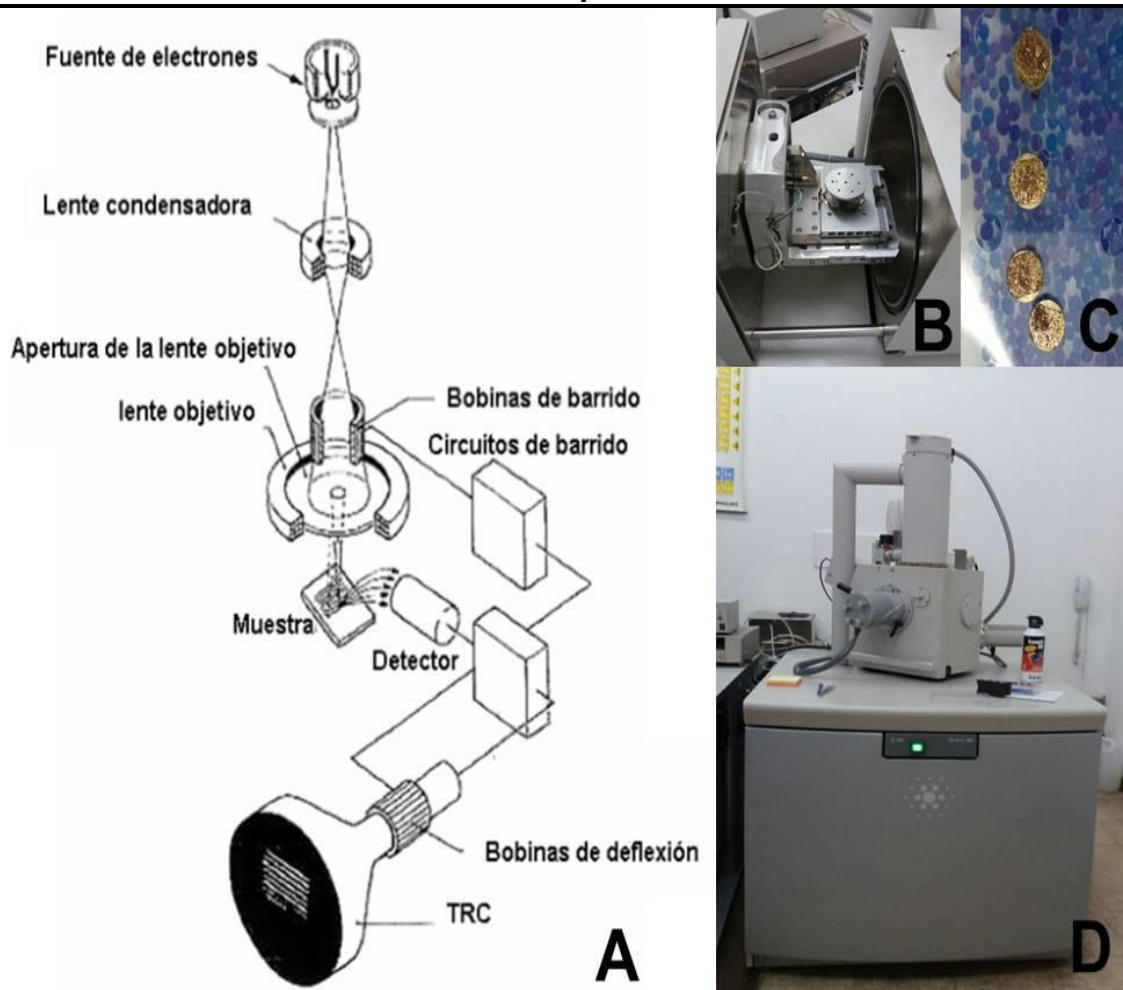 Fuente de electrones
Lente condensadora
Apertura de la lente objetivo
lente objetivo
Bobinas de barrido
Circuitos de barrido
Muestra
Detector
Bobinas de deflexión
TRC
A
B
C
D